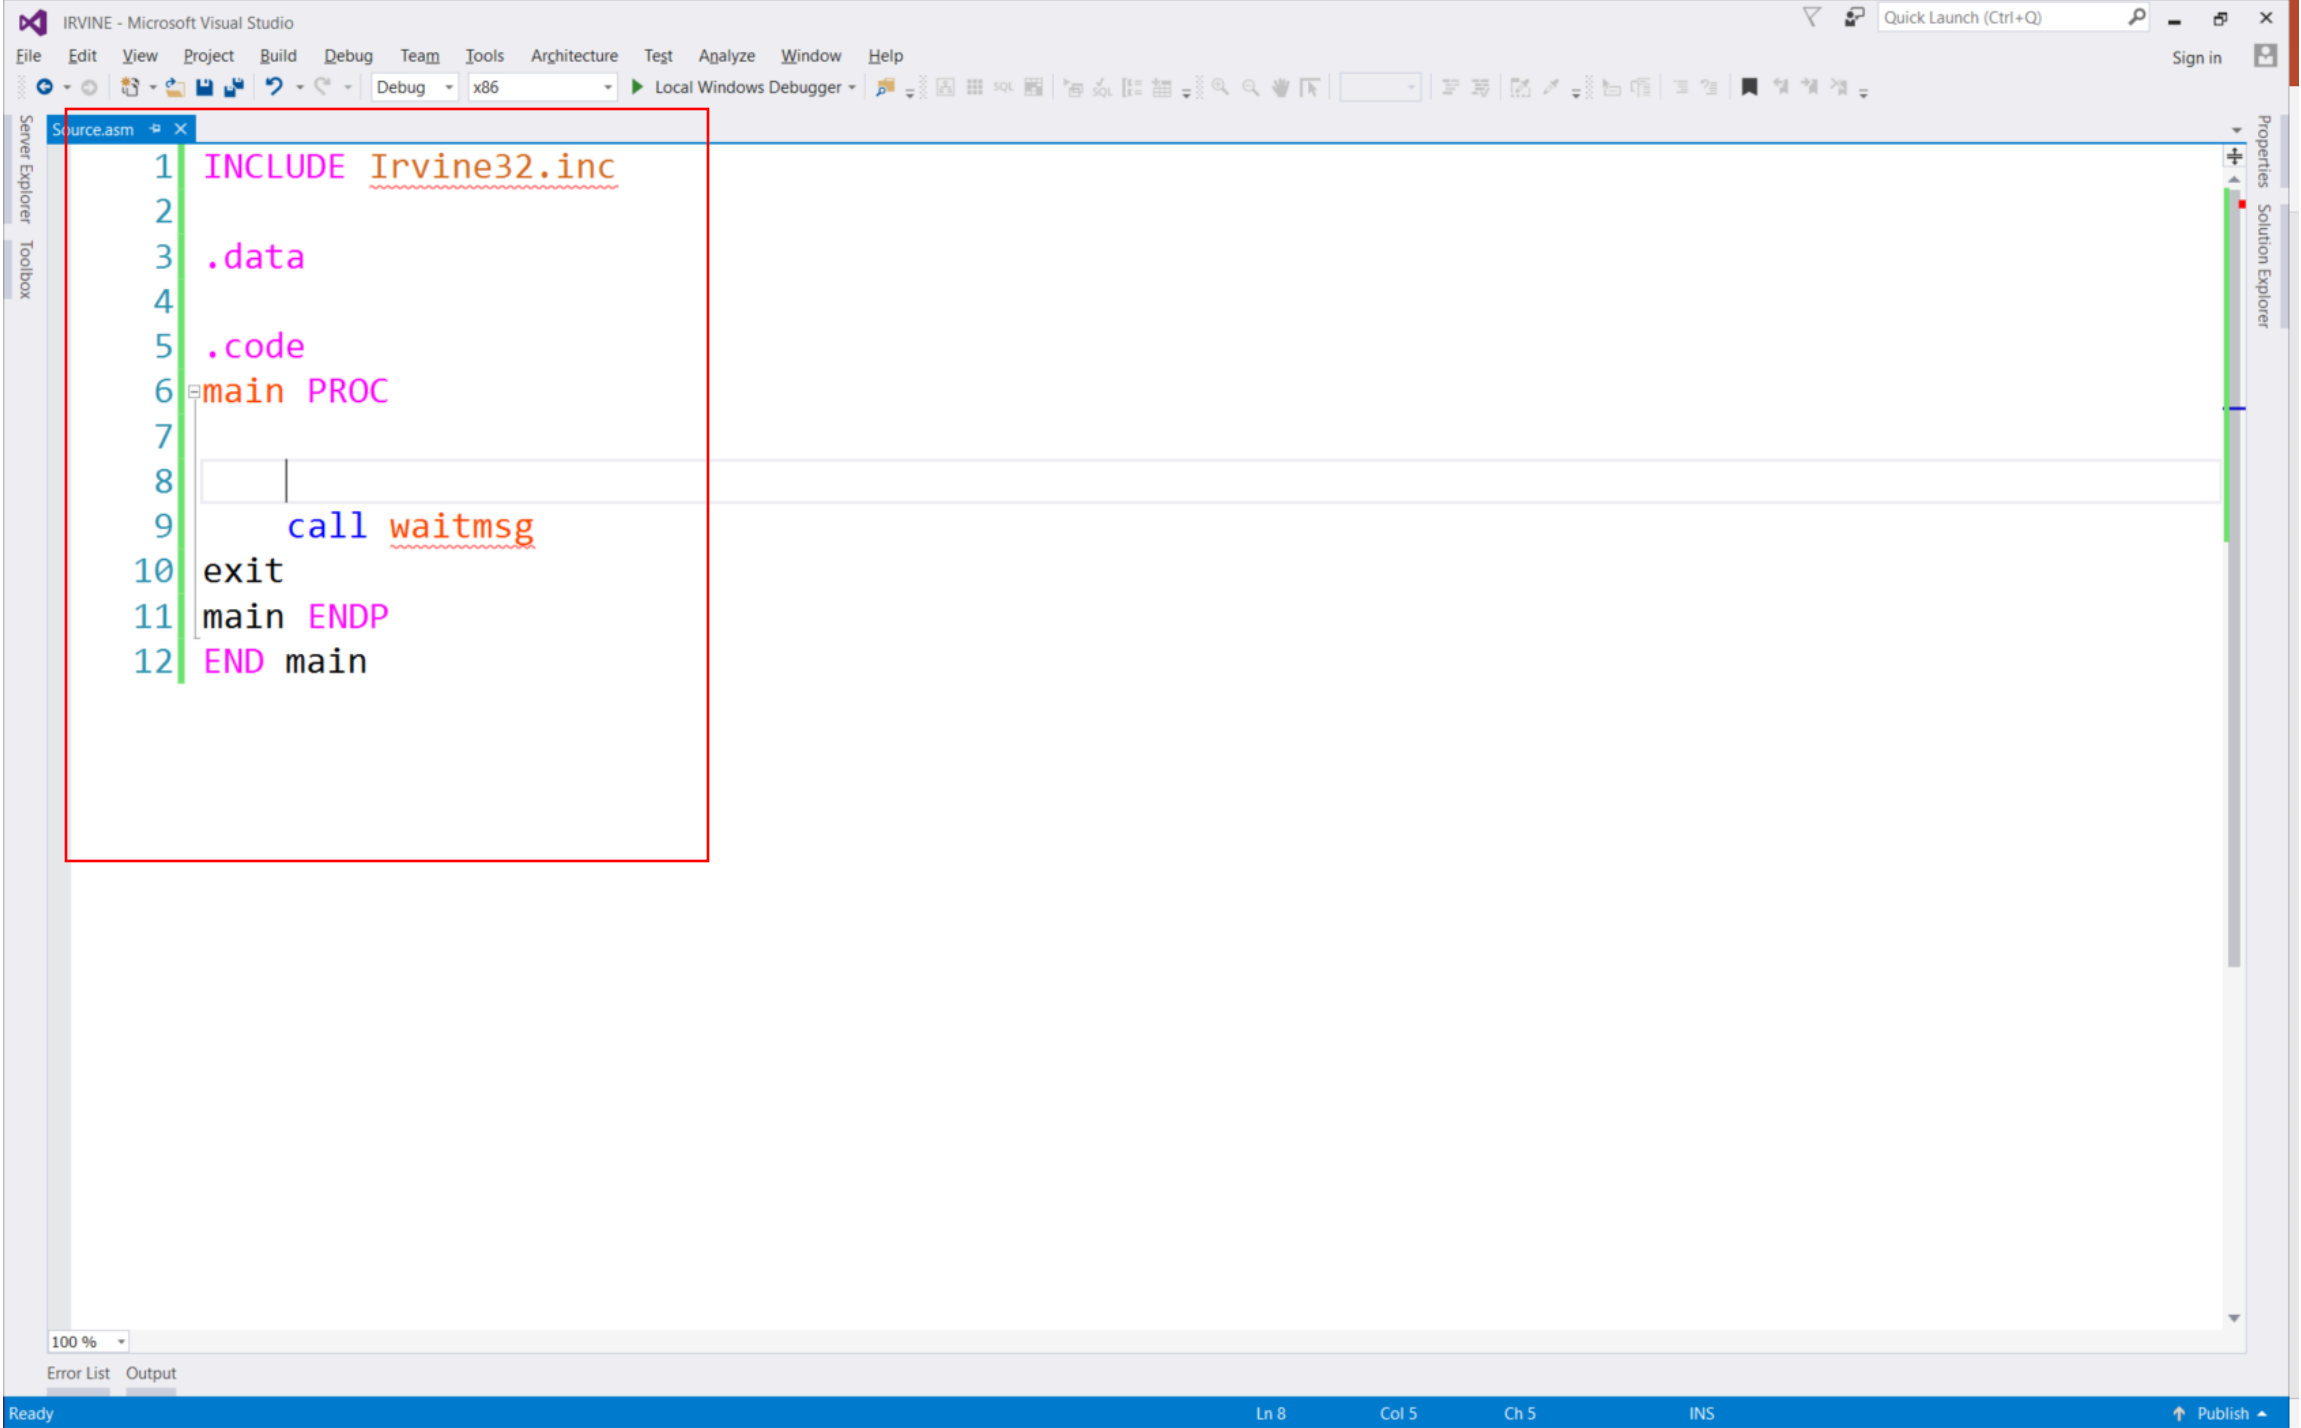 IRVINE - Microsoft Visual Studio
Quick Launch (Ctrl+Q)
File Edit View Project Build Debug Team Tools Architecture Test Analyze Window Help
Sign in
Debug x86 Local Windows Debugger SQL SQL
Server Explorer
Toolbox
Source.asm
Properties
Solution Explorer
1 INCLUDE Irvine32.inc
2
3 .data
4
5 .code
6 main PROC
7
8
9 call waitmsg
10 exit
11 main ENDP
12 END main
100 %
Error List Output
Ready Ln 8 Col 5 Ch 5 INS Publish